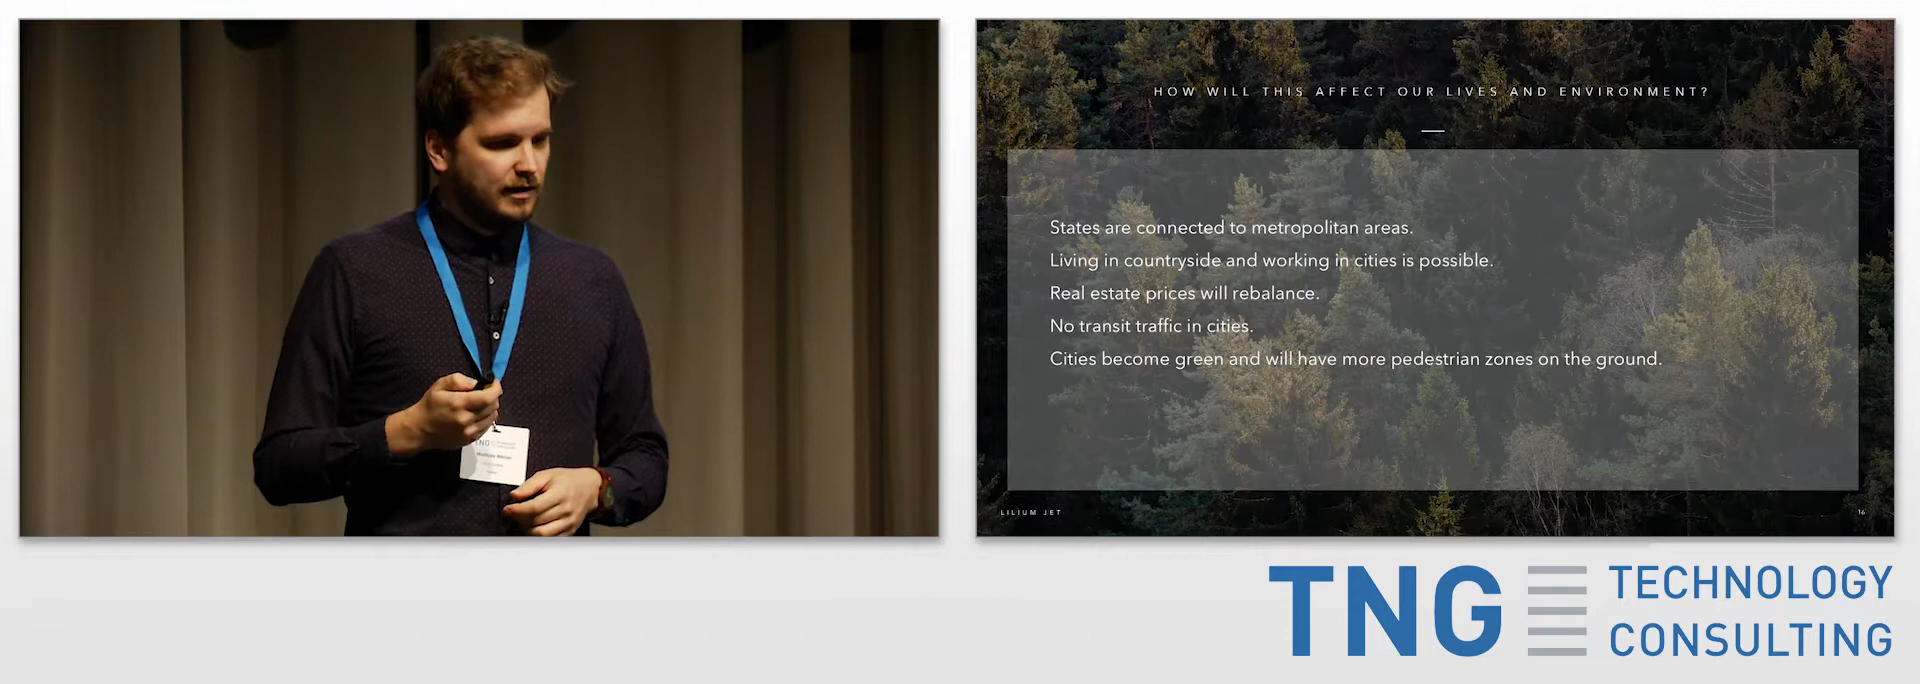 TNG
HOW WILL THIS AFFECT OUR LIVES AND ENVIRONMENT?
States are connected to metropolitan areas.
Living in countryside and working in cities is possible.
Real estate prices will rebalance.
No transit traffic in cities.
Cities become green and will have more pedestrian zones on the ground.
LILIUM JET
16
TNG
TECHNOLOGY
CONSULTING